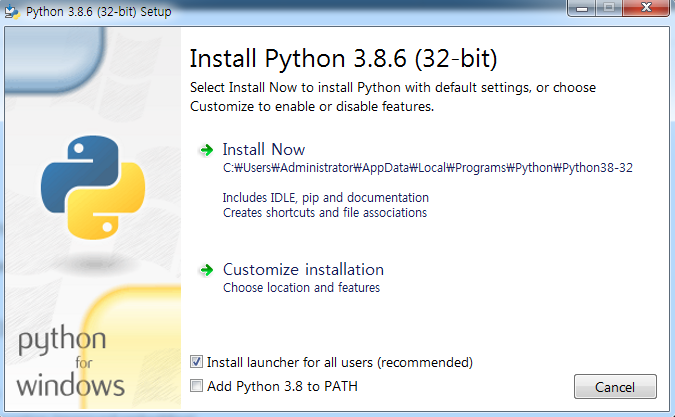 Python 3.8.6 (32-bit) Setup
Install Python 3.8.6 (32-bit)
Select Install Now to install Python with default settings, or choose
Customize to enable or disable features.
Install Now
C:₩Users₩Administrator₩AppData₩Local₩Programs₩Python₩Python38-32
Includes IDLE, pip and documentation
Creates shortcuts and file associations
Customize installation
Choose location and features
python
for
windows
Install launcher for all users (recommended)
Add Python 3.8 to PATH
Cancel